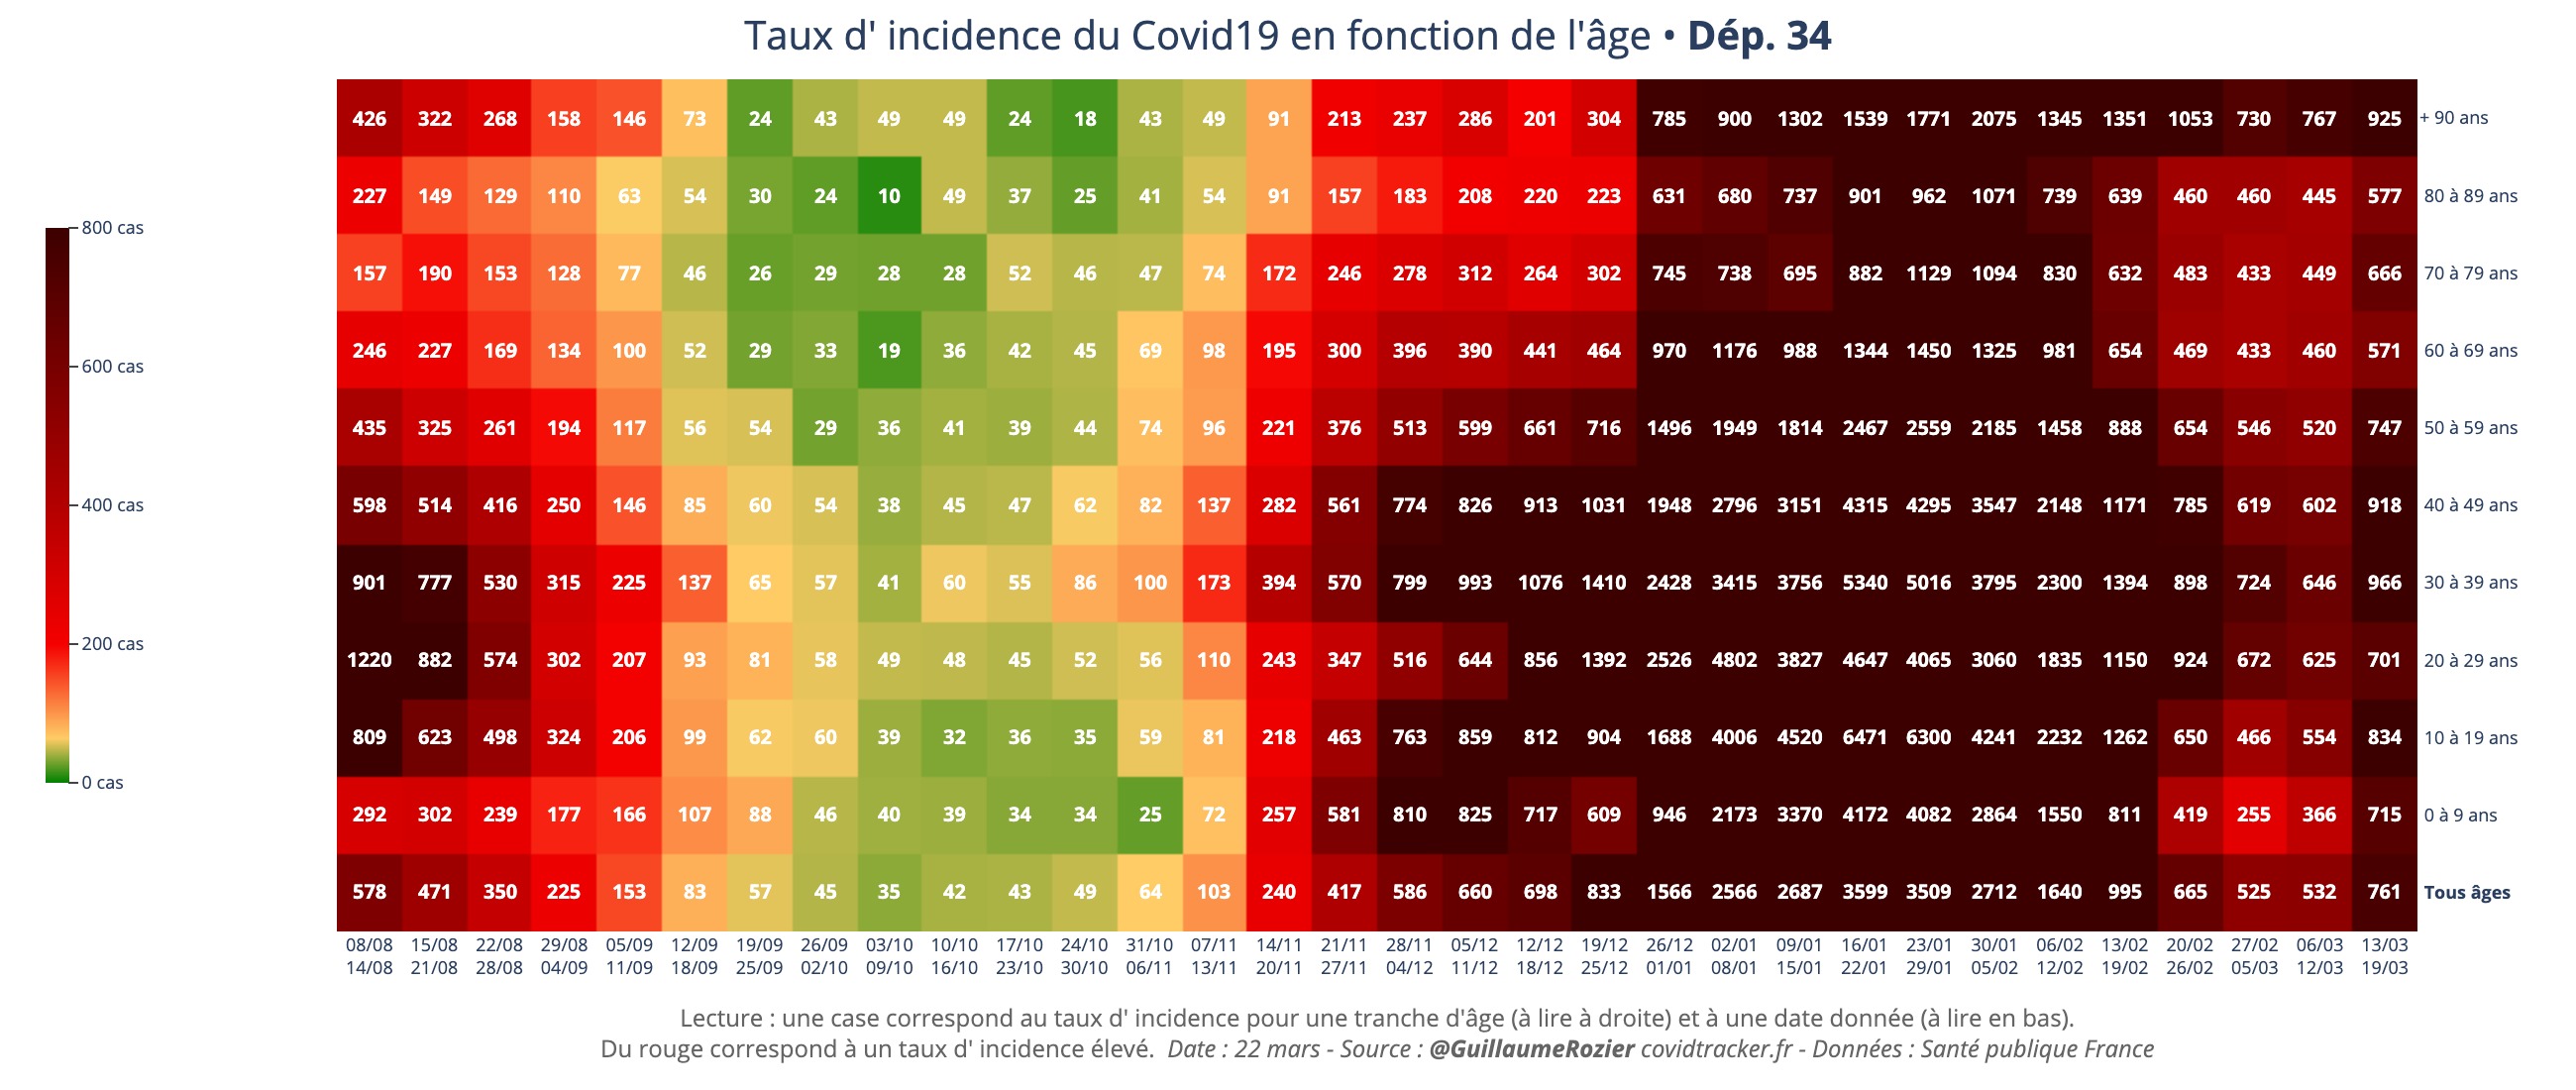 Taux d' incidence du Covid19 en fonction de l'âge • Dép. 34
800 cas
600 cas
400 cas
200 cas
0 cas
426 322 268 158 146 73 24 43 49 49 24 18 43 49 91 213 237 286 201 304 785 900 1302 1539 1771 2075 1345 1351 1053 730 767 925 + 90 ans
227 149 129 110 63 54 30 24 10 49 37 25 41 54 91 157 183 208 220 223 631 680 737 901 962 1071 739 639 460 460 445 577 80 à 89 ans
157 190 153 128 77 46 26 29 28 28 52 46 47 74 172 246 278 312 264 302 745 738 695 882 1129 1094 830 632 483 433 449 666 70 à 79 ans
246 227 169 134 100 52 29 33 19 36 42 45 69 98 195 300 396 390 441 464 970 1176 988 1344 1450 1325 981 654 469 433 460 571 60 à 69 ans
435 325 261 194 117 56 54 29 36 41 39 44 74 96 221 376 513 599 661 716 1496 1949 1814 2467 2559 2185 1458 888 654 546 520 747 50 à 59 ans
598 514 416 250 146 85 60 54 38 45 47 62 82 137 282 561 774 826 913 1031 1948 2796 3151 4315 4295 3547 2148 1171 785 619 602 918 40 à 49 ans
901 777 530 315 225 137 65 57 41 60 55 86 100 173 394 570 799 993 1076 1410 2428 3415 3756 5340 5016 3795 2300 1394 898 724 646 966 30 à 39 ans
1220 882 574 302 207 93 81 58 49 48 45 52 56 110 243 347 516 644 856 1392 2526 4802 3827 4647 4065 3060 1835 1150 924 672 625 701 20 à 29 ans
809 623 498 324 206 99 62 60 39 32 36 35 59 81 218 463 763 859 812 904 1688 4006 4520 6471 6300 4241 2232 1262 650 466 554 834 10 à 19 ans
292 302 239 177 166 107 88 46 40 39 34 34 25 72 257 581 810 825 717 609 946 2173 3370 4172 4082 2864 1550 811 419 255 366 715 0 à 9 ans
578 471 350 225 153 83 57 45 35 42 43 49 64 103 240 417 586 660 698 833 1566 2566 2687 3599 3509 2712 1640 995 665 525 532 761 Tous âges
08/08 15/08 22/08 29/08 05/09 12/09 19/09 26/09 03/10 10/10 17/10 24/10 31/10 07/11 14/11 21/11 28/11 05/12 12/12 19/12 26/12 02/01 09/01 16/01 23/01 30/01 06/02 13/02 20/02 27/02 06/03 13/03
14/08 21/08 28/08 04/09 11/09 18/09 25/09 02/10 09/10 16/10 23/10 30/10 06/11 13/11 20/11 27/11 04/12 11/12 18/12 25/12 01/01 08/01 15/01 22/01 29/01 05/02 12/02 19/02 26/02 05/03 12/03 19/03
Lecture : une case correspond au taux d' incidence pour une tranche d'âge (à lire à droite) et à une date donnée (à lire en bas).
Du rouge correspond à un taux d' incidence élevé. Date : 22 mars - Source : @GuillaumeRozier covidtracker.fr - Données : Santé publique France